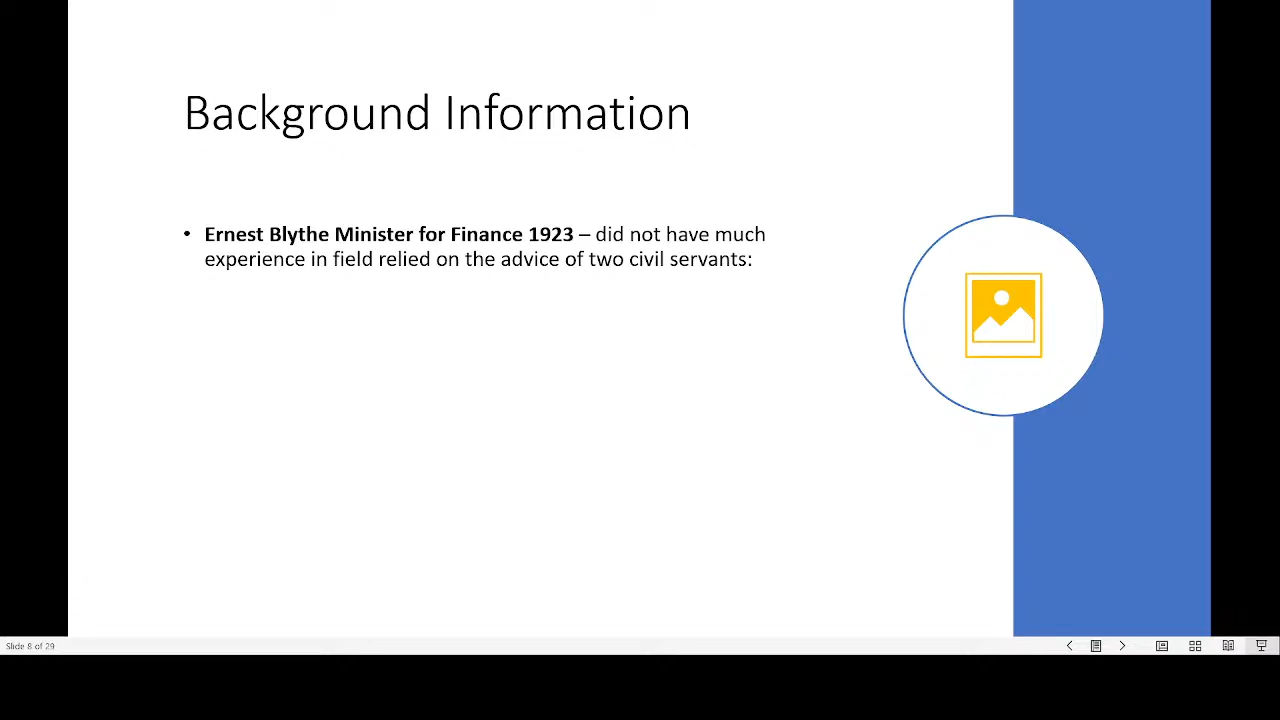 Background Information
• Ernest Blythe Minister for Finance 1923 – did not have much
experience in field relied on the advice of two civil servants:
Slide 8 of 29